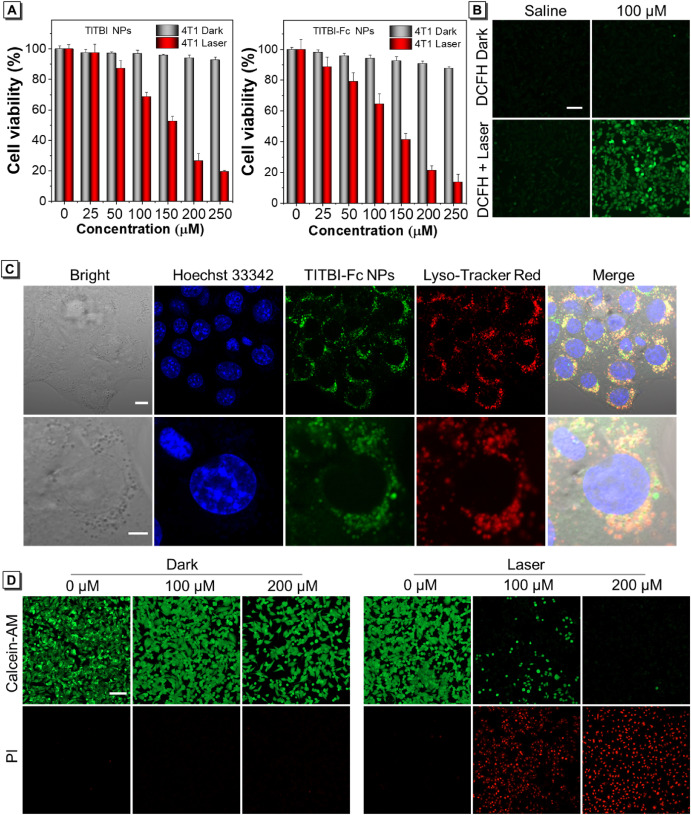 A
TITBI NPs
4T1 Dark
4T1 Laser
Cell viability (%)
100
80
60
40
20
0
0 25 50 100 150 200 250
Concentration (μM)
TITBI-Fc NPs
4T1 Dark
4T1 Laser
Cell viability (%)
100
80
60
40
20
0
0 25 50 100 150 200 250
Concentration (μM)
B
Saline 100 μM
DCFH Dark
DCFH + Laser
C
Bright Hoechst 33342 TITBI-Fc NPs Lyso-Tracker Red Merge
D
Dark Laser
0 μM 100 μM 200 μM 0 μM 100 μM 200 μM
Calcein-AM
PI